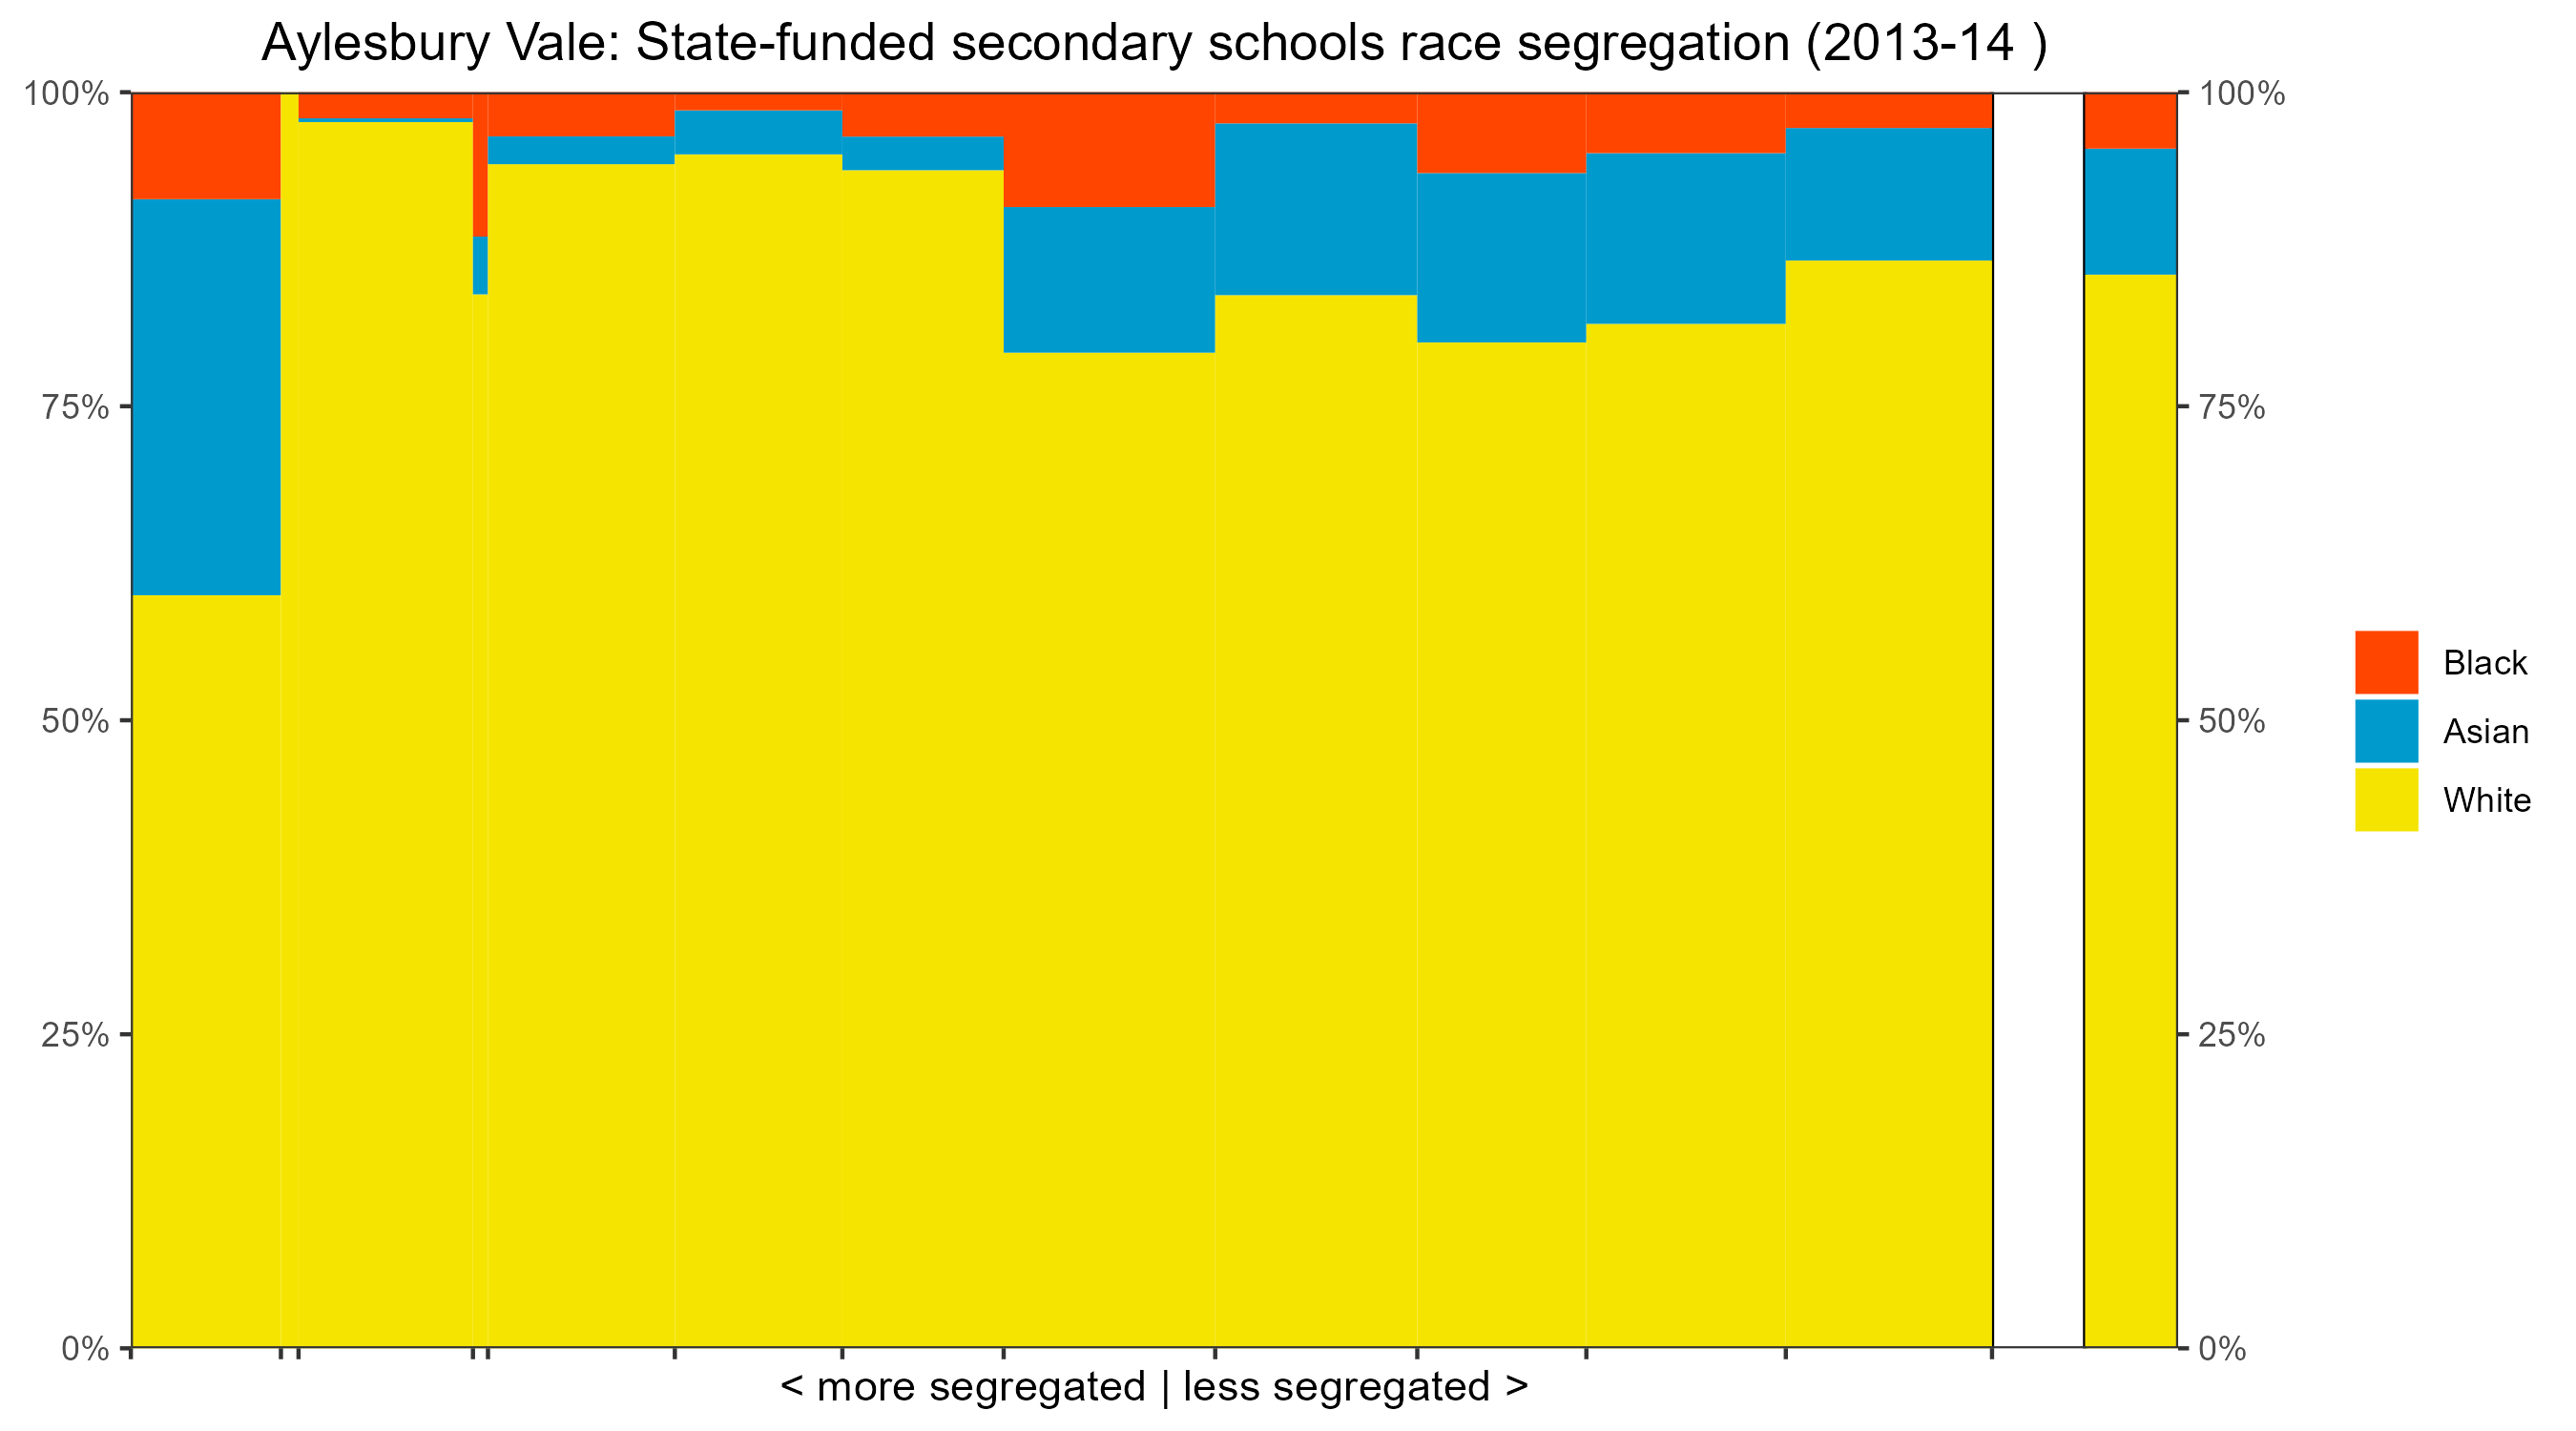 Aylesbury Vale: State-funded secondary schools race segregation (2013-14 )
100%
75%
50%
25%
0%
100%
75%
50%
25%
0%
Black
Asian
White
< more segregated | less segregated >